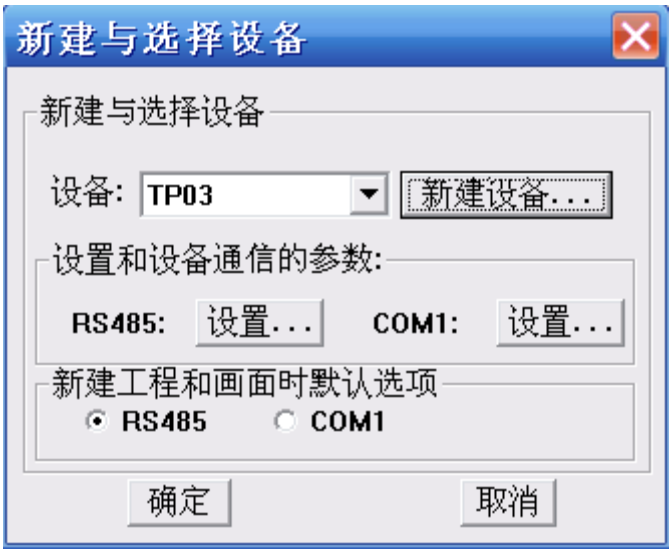 新建与选择设备
新建与选择设备
设备: TP03 新建设备...
设置和设备通信的参数:
RS485: 设置... COM1: 设置...
新建工程和画面时默认选项
RS485 COM1
确定 取消